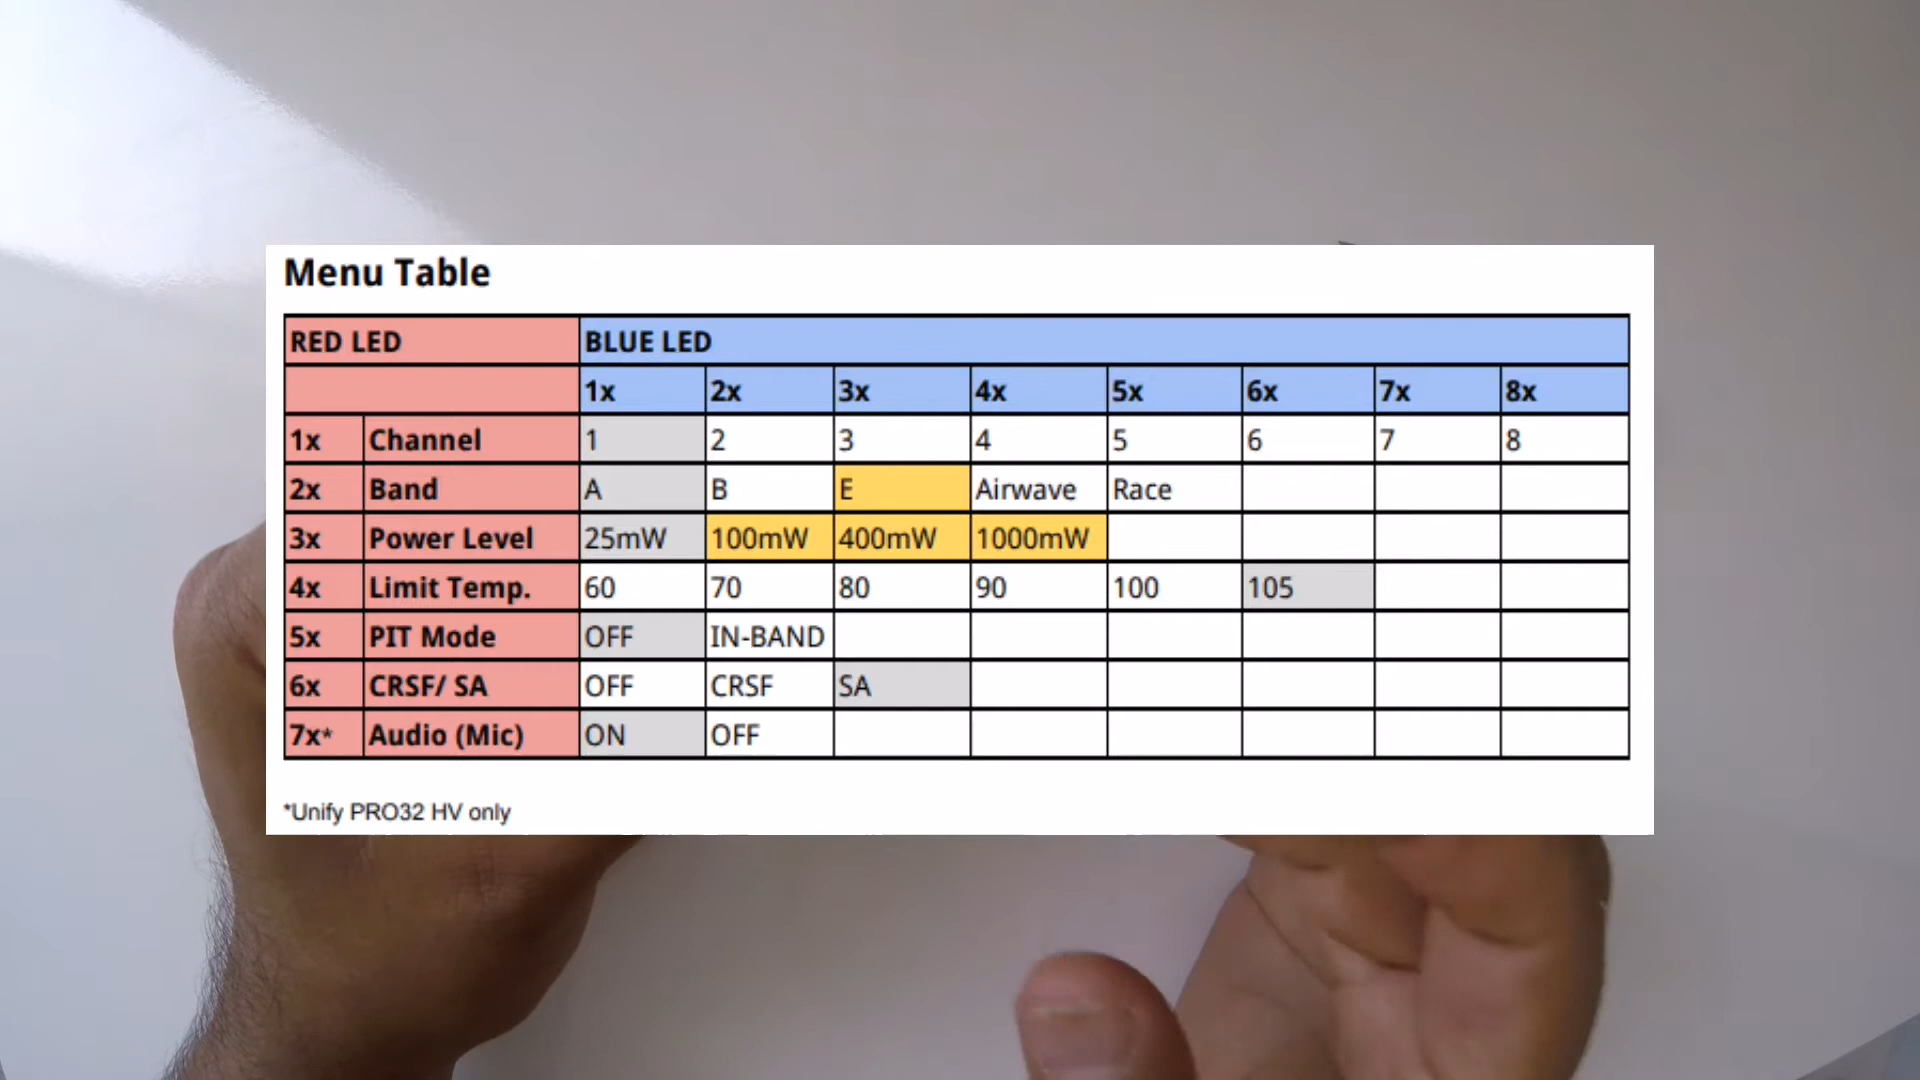 Menu Table
RED LED BLUE LED
1x 2x 3x 4x 5x 6x 7x 8x
1x Channel 1 2 3 4 5 6 7 8
2x Band A B E Airwave Race
3x Power Level 25mW 100mW 400mW 1000mW
4x Limit Temp. 60 70 80 90 100 105
5x PIT Mode OFF IN-BAND
6x CRSF/ SA OFF CRSF SA
7x* Audio (Mic) ON OFF
*Unify PRO32 HV only